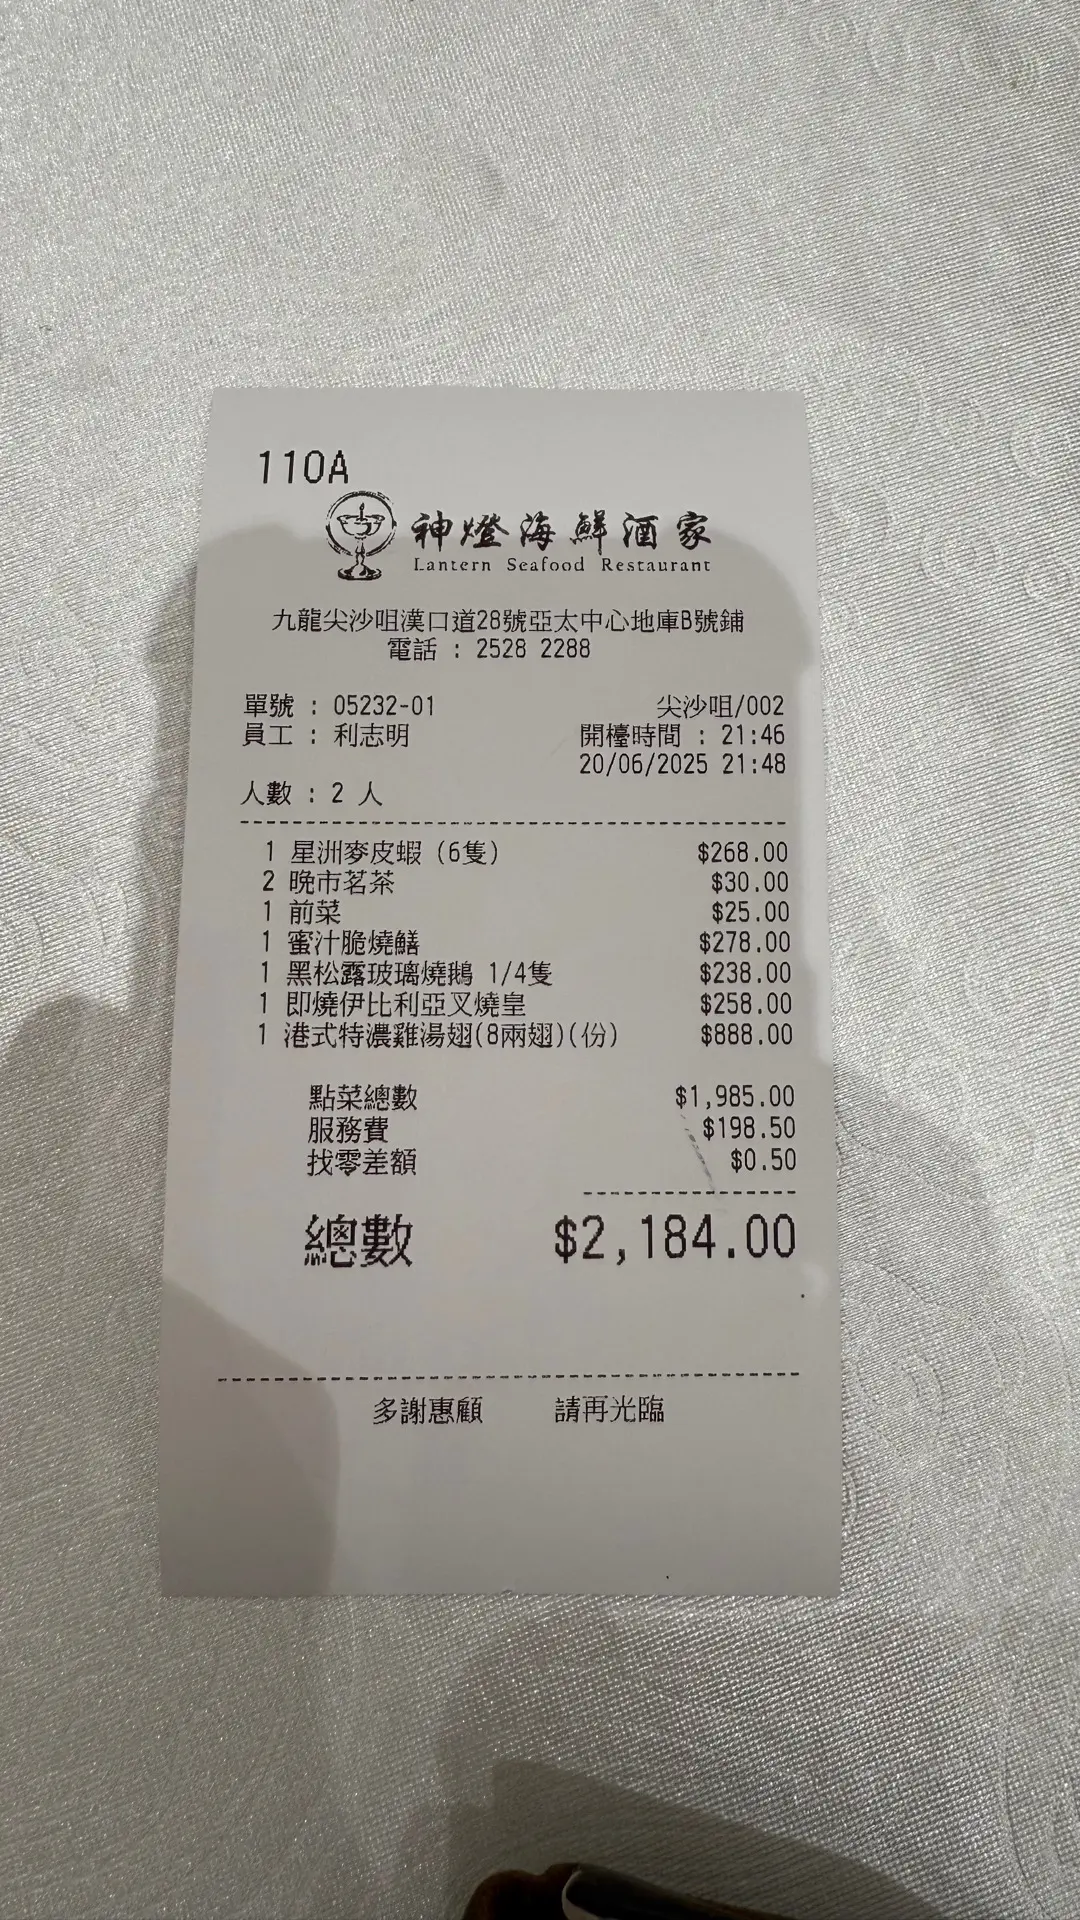 110A
神燈海鮮酒家
Lantern Seafood Restaurant
九龍尖沙咀漢口道28號亞太中心地庫B號鋪
電話 : 2528 2288
單號 : 05232-01 尖沙咀/002
員工 : 利志明 開檯時間 : 21:46
20/06/2025 21:48
人數 : 2 人
1 星洲麥皮蝦 (6隻) $268.00
2 晚市茗茶 $30.00
1 前菜 $25.00
1 蜜汁脆燒鱔 $278.00
1 黑松露玻璃燒鵝 1/4隻 $238.00
1 即燒伊比利亞叉燒皇 $258.00
1 港式特濃雞湯翅(8兩翅)(份) $888.00
點菜總數 $1,985.00
服務費 $198.50
找零差額 $0.50
總數 $2,184.00
多謝惠顧 請再光臨